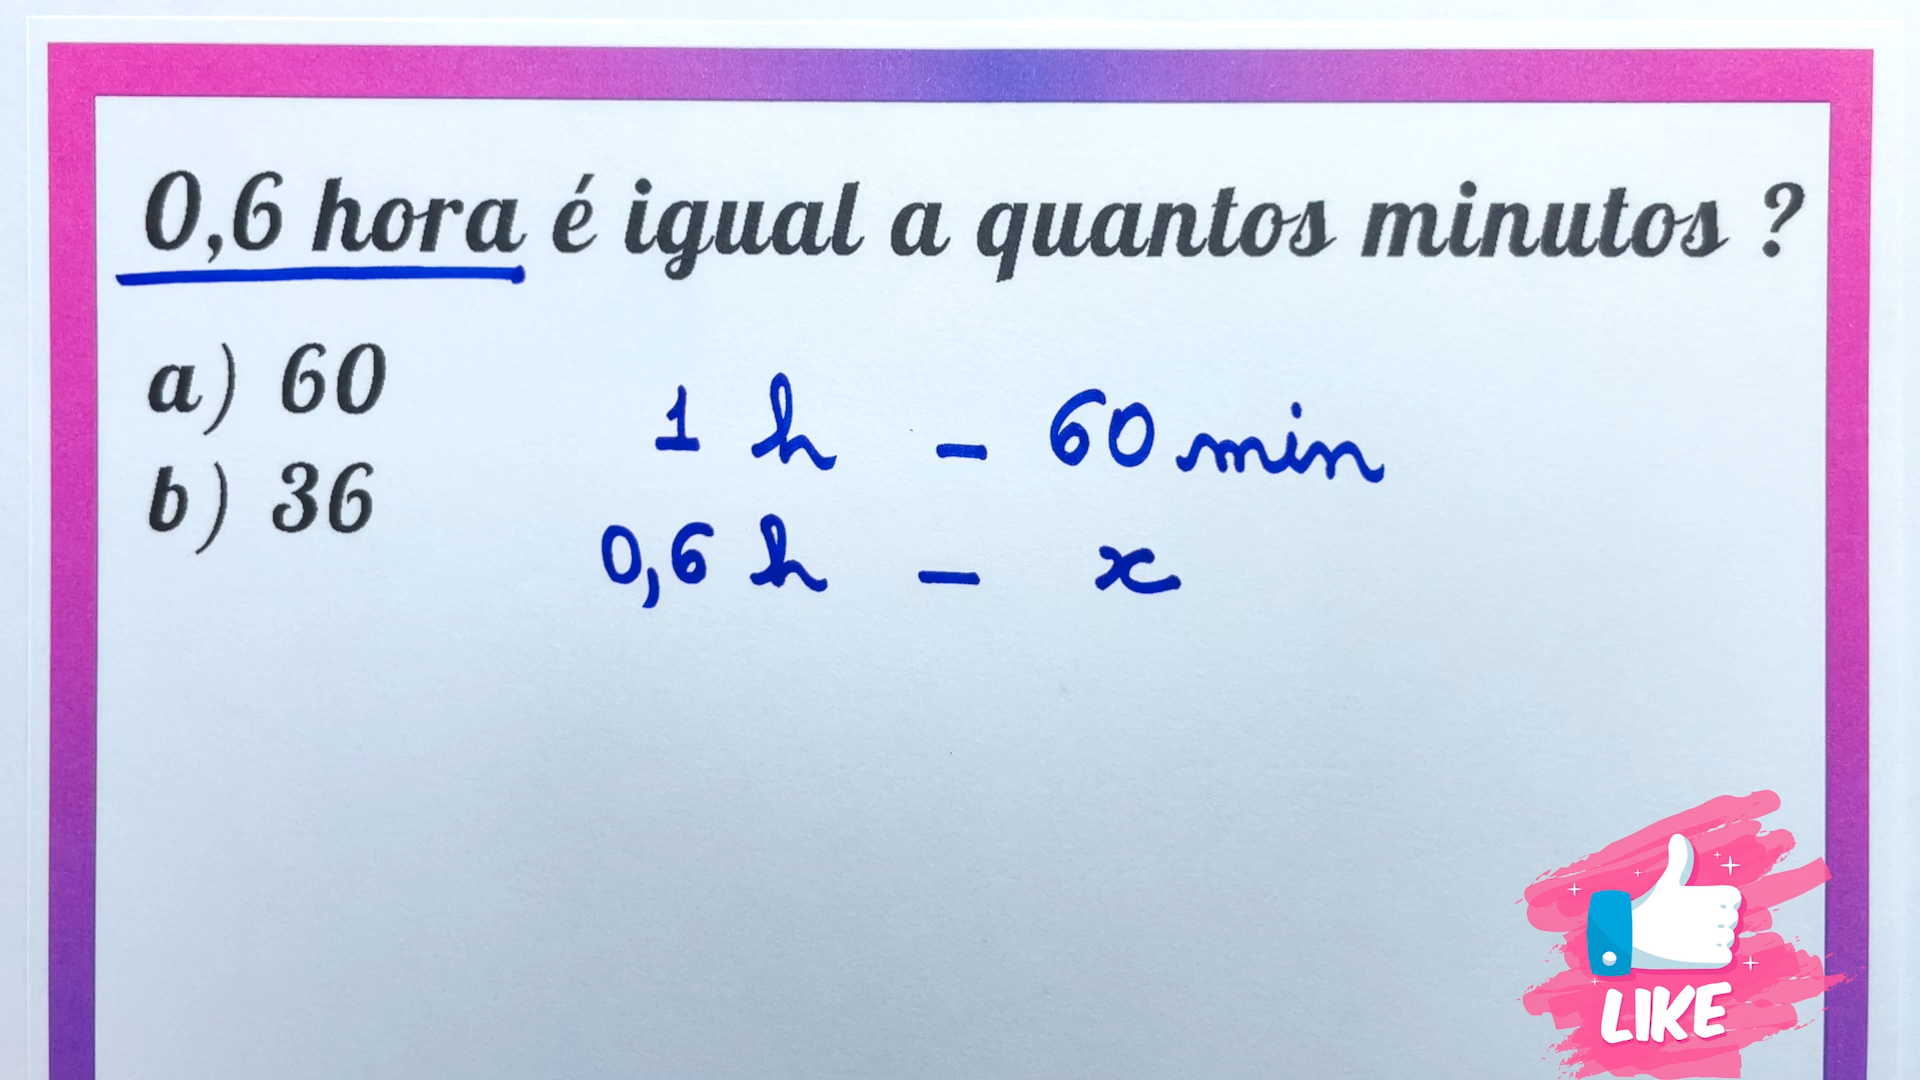 0,6 hora é igual a quantos minutos ?
a) 60
b) 36
1 h - 60 min
0,6 h - x
LIKE